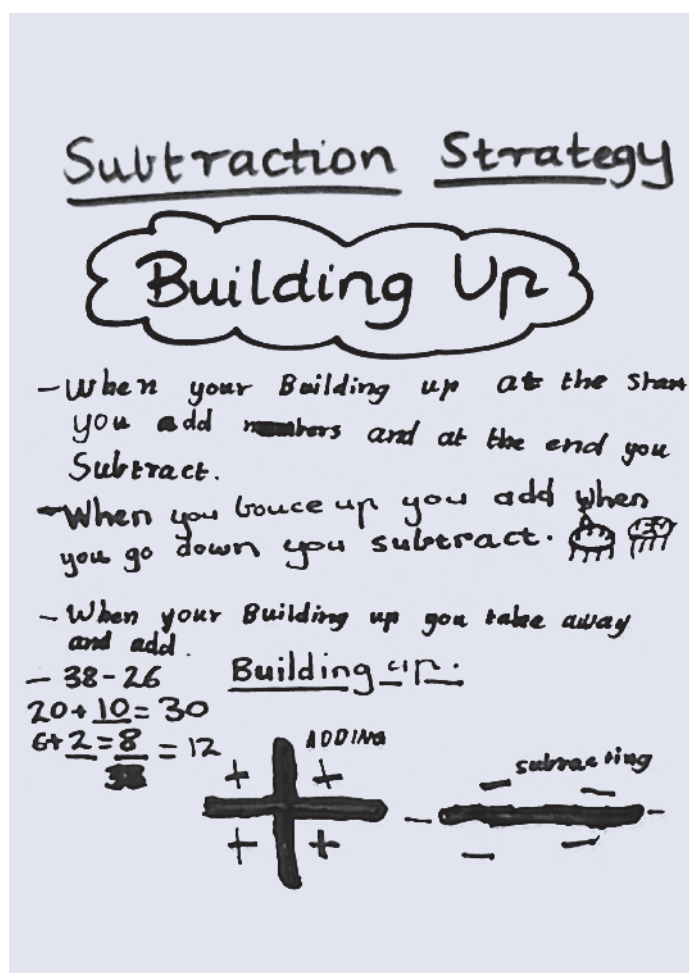 Subtraction Strategy
Building Up
- When your Building up at the start
you add numbers and at the end you
Subtract.
- When you bouce up you add when
you go down you subtract.
- When your Building up you take away
and add.
- 38-26
Building up.
20+10=30
6+2=8 = 12
ADDING
+ +
+ +
subtracting
- - - -
- -